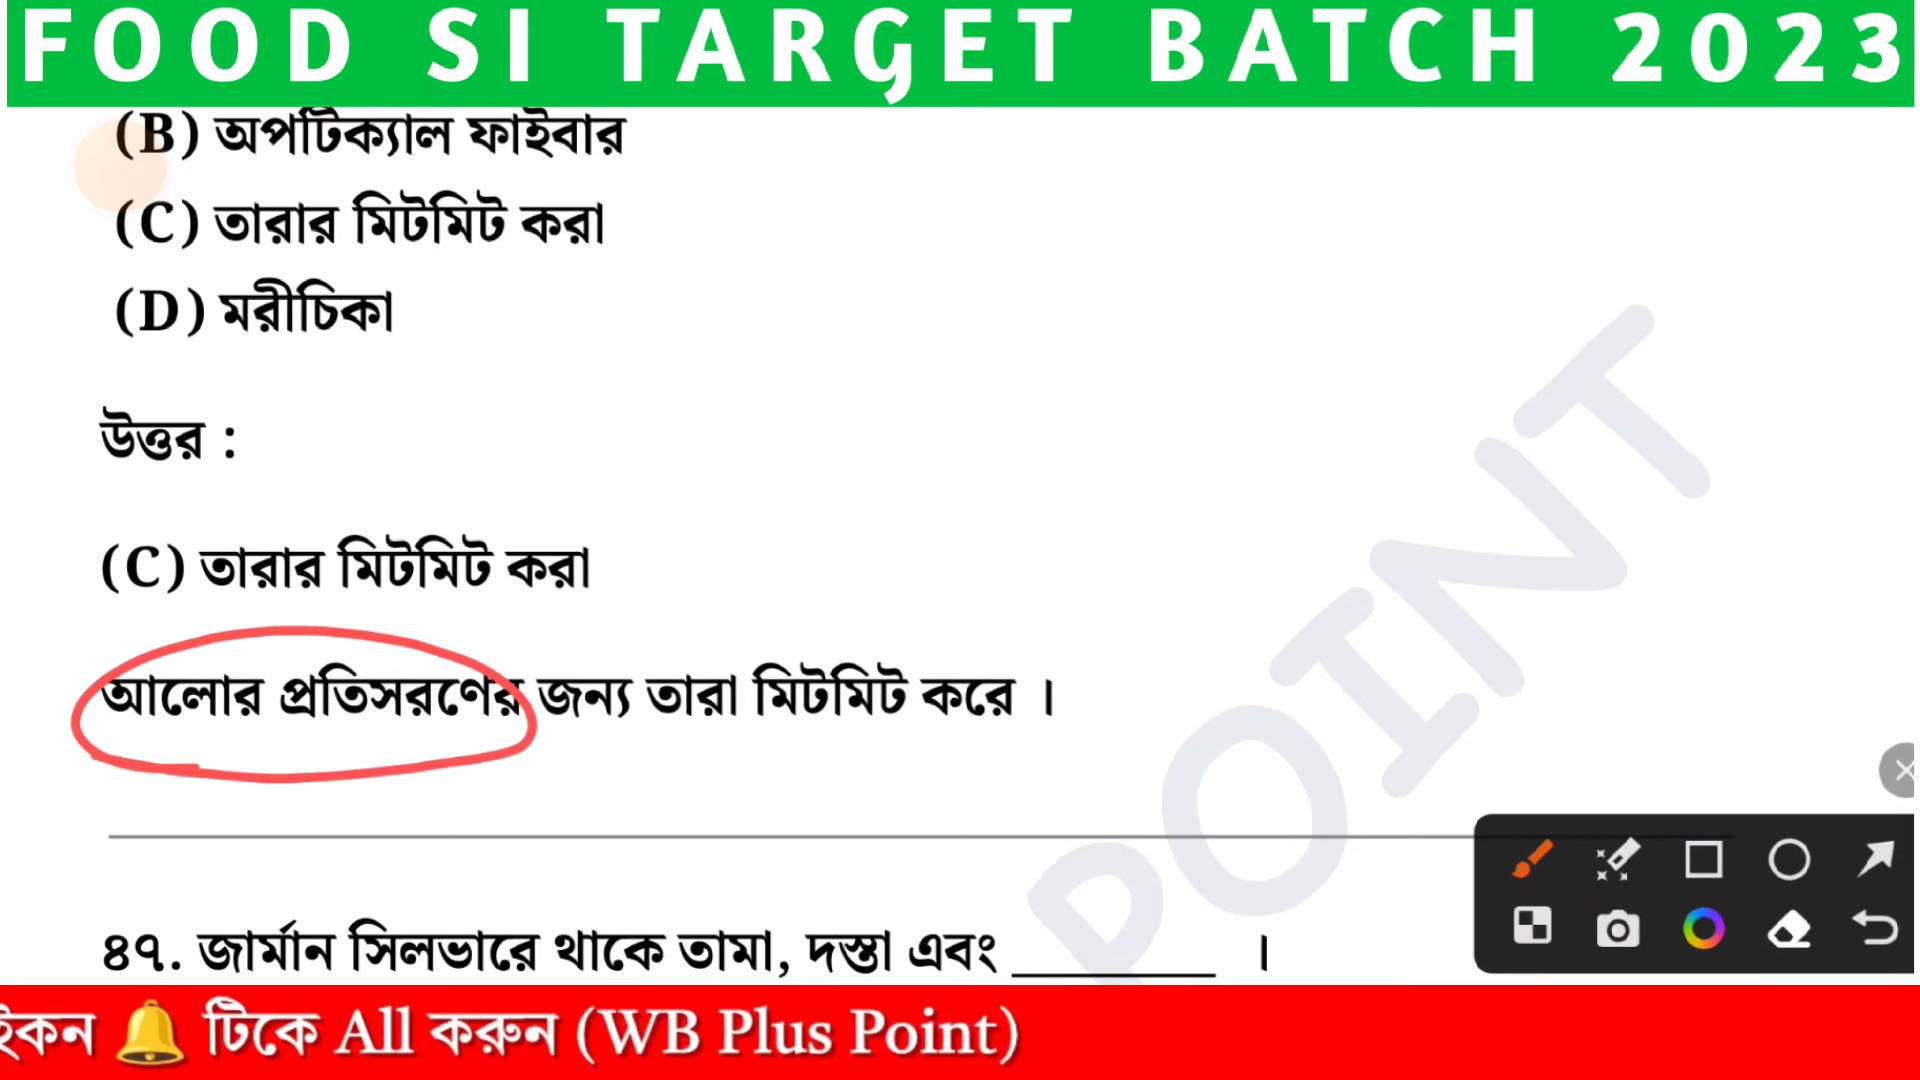 FOOD SI TARGET BATCH 2023
(B) অপটিক্যাল ফাইবার
(C) তারার মিটমিট করা
(D) মরীচিকা
উত্তর :
(C) তারার মিটমিট করা
আলোর প্রতিসরণের জন্য তারা মিটমিট করে ।
POINT
৪৭. জার্মান সিলভারে থাকে তামা, দস্তা এবং ________ ।
ইকন 🔔 টিকে All করুন (WB Plus Point)